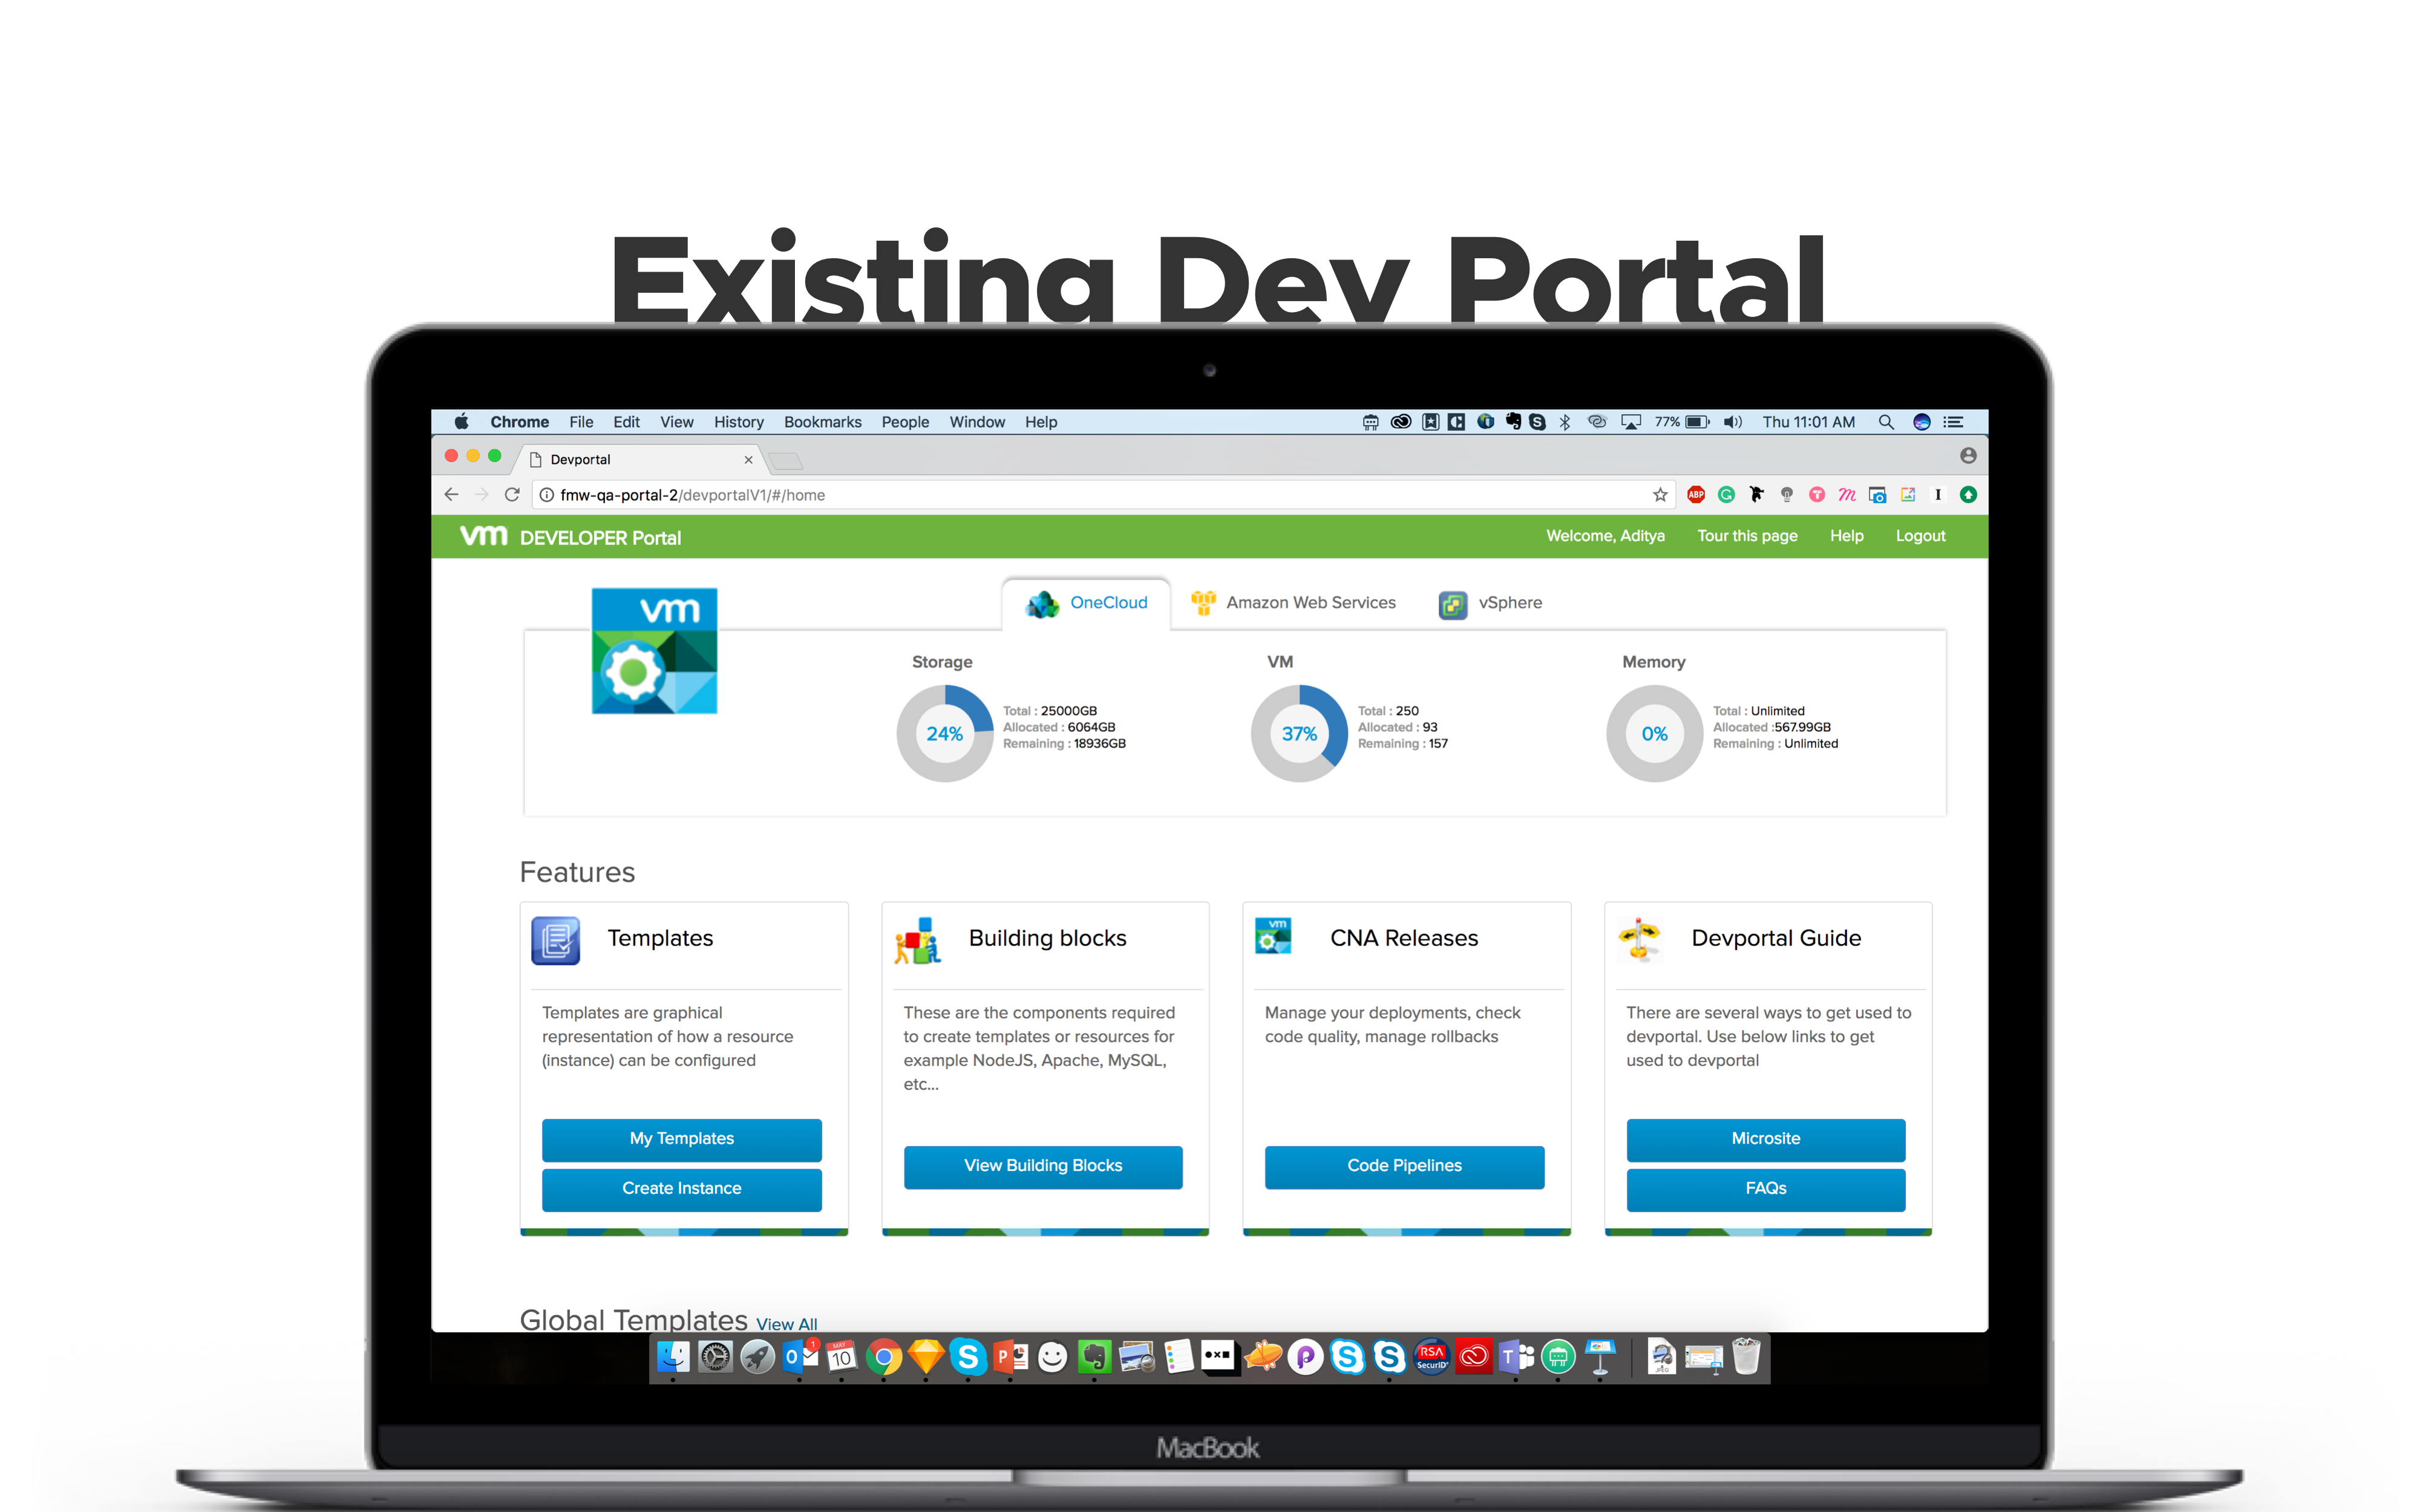 Existing Dev Portal
Chrome File Edit View History Bookmarks People Window Help
77% Thu 11:01 AM
Devportal
fmw-qa-portal-2/devportalV1/#/home
ABP
vm DEVELOPER Portal
Welcome, Aditya Tour this page Help Logout
vm
OneCloud Amazon Web Services vSphere
Storage
24%
Total : 25000GB
Allocated : 6064GB
Remaining : 18936GB
VM
37%
Total : 250
Allocated : 93
Remaining : 157
Memory
0%
Total : Unlimited
Allocated :567.99GB
Remaining : Unlimited
Features
Templates
Templates are graphical
representation of how a resource
(instance) can be configured
My Templates
Create Instance
Building blocks
These are the components required
to create templates or resources for
example NodeJS, Apache, MySQL,
etc...
View Building Blocks
vm
CNA Releases
Manage your deployments, check
code quality, manage rollbacks
Code Pipelines
Devportal Guide
There are several ways to get used to
devportal. Use below links to get
used to devportal
Microsite
FAQs
Global Templates View All
1
MAY
10
RSA
SecurID
JPEG
MacBook